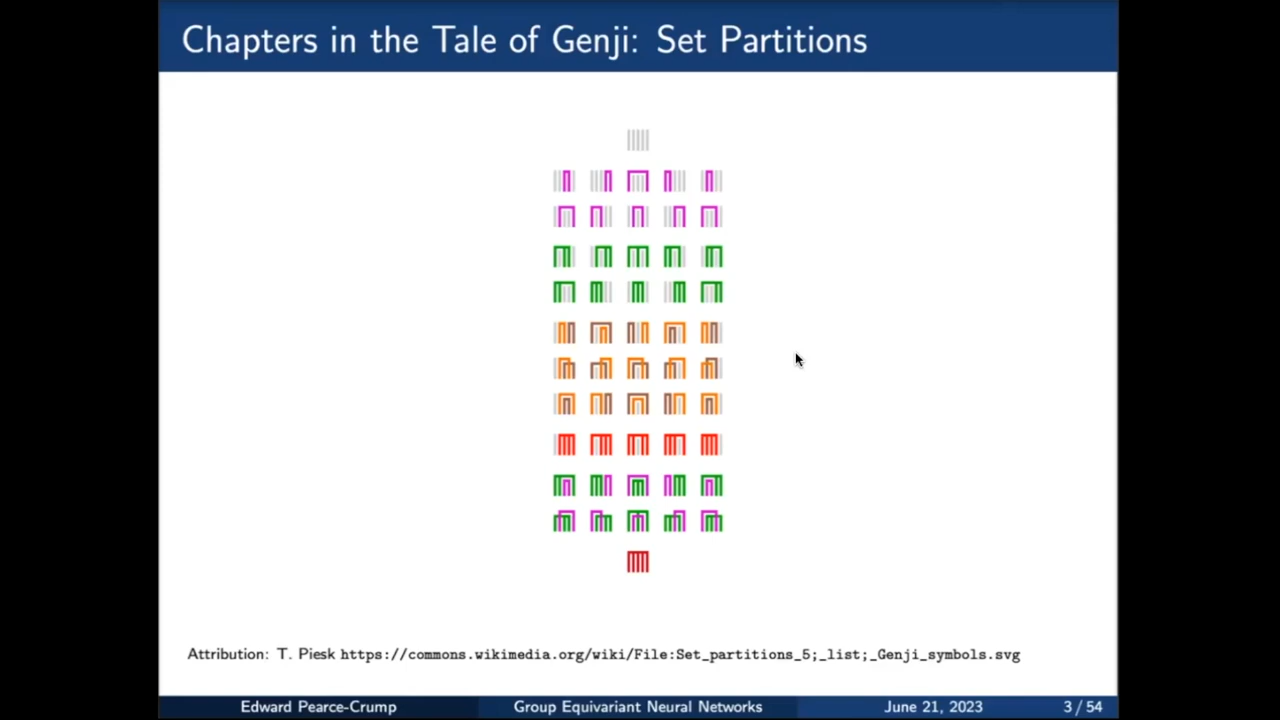 Chapters in the Tale of Genji: Set Partitions
Attribution: T. Piesk https://commons.wikimedia.org/wiki/File:Set_partitions_5;_list;_Genji_symbols.svg
Edward Pearce-Crump Group Equivariant Neural Networks June 21, 2023 3 / 54